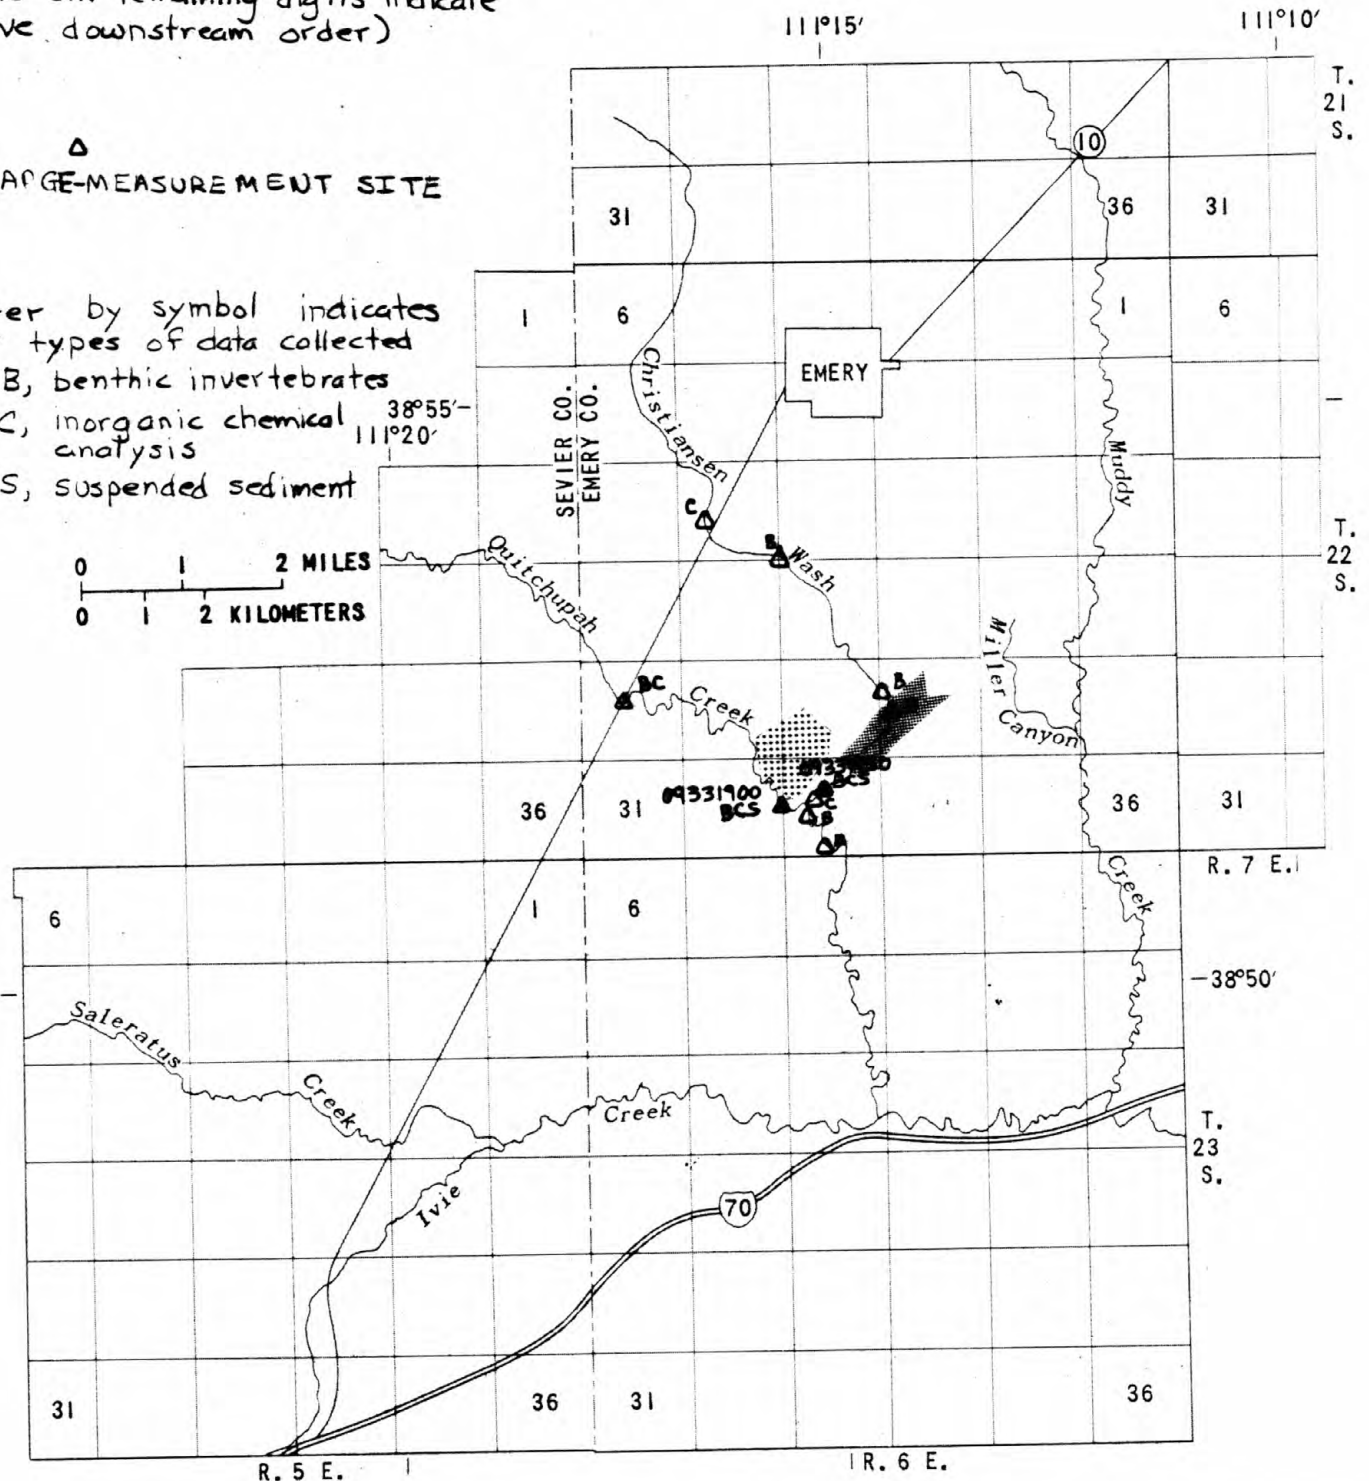 remaining digits indicate
downstream order)
MEASUREMENT SITE
by symbol indicates
types of data collected
B, benthic invertebrates
C, inorganic chemical
analysis
S, suspended sediment
0 1 2 MILES
0 1 2 KILOMETERS
111°15'
111°10'
T.
21
S.
10
31
36
31
1
6
1
6
EMERY
38°55'
111°20'
SEVIER CO.
EMERY CO.
Christiansen
Wash
Muddy
Creek
C
B
T.
22
S.
Quitchupah
Creek
BC
B
Miller
Canyon
09331900
BCS
BCS
C
B
36
31
36
31
R. 7 E.
6
1
6
38°50'
Saleratus
Creek
Creek
Ivie
T.
23
S.
70
31
36
31
36
R. 5 E.
R. 6 E.